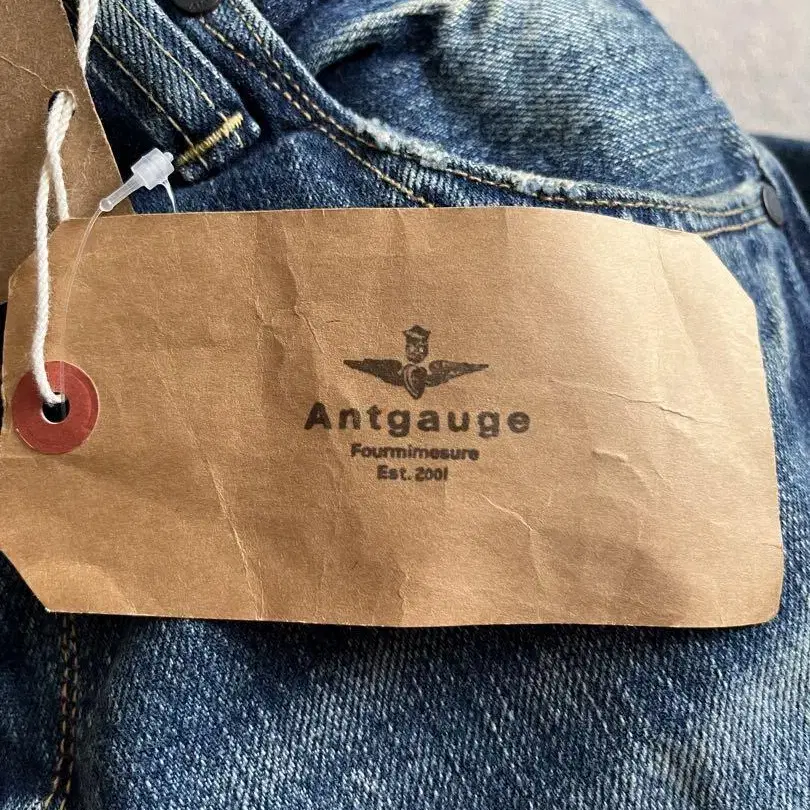 Antgauge
Fourmimesure
Est. 2001